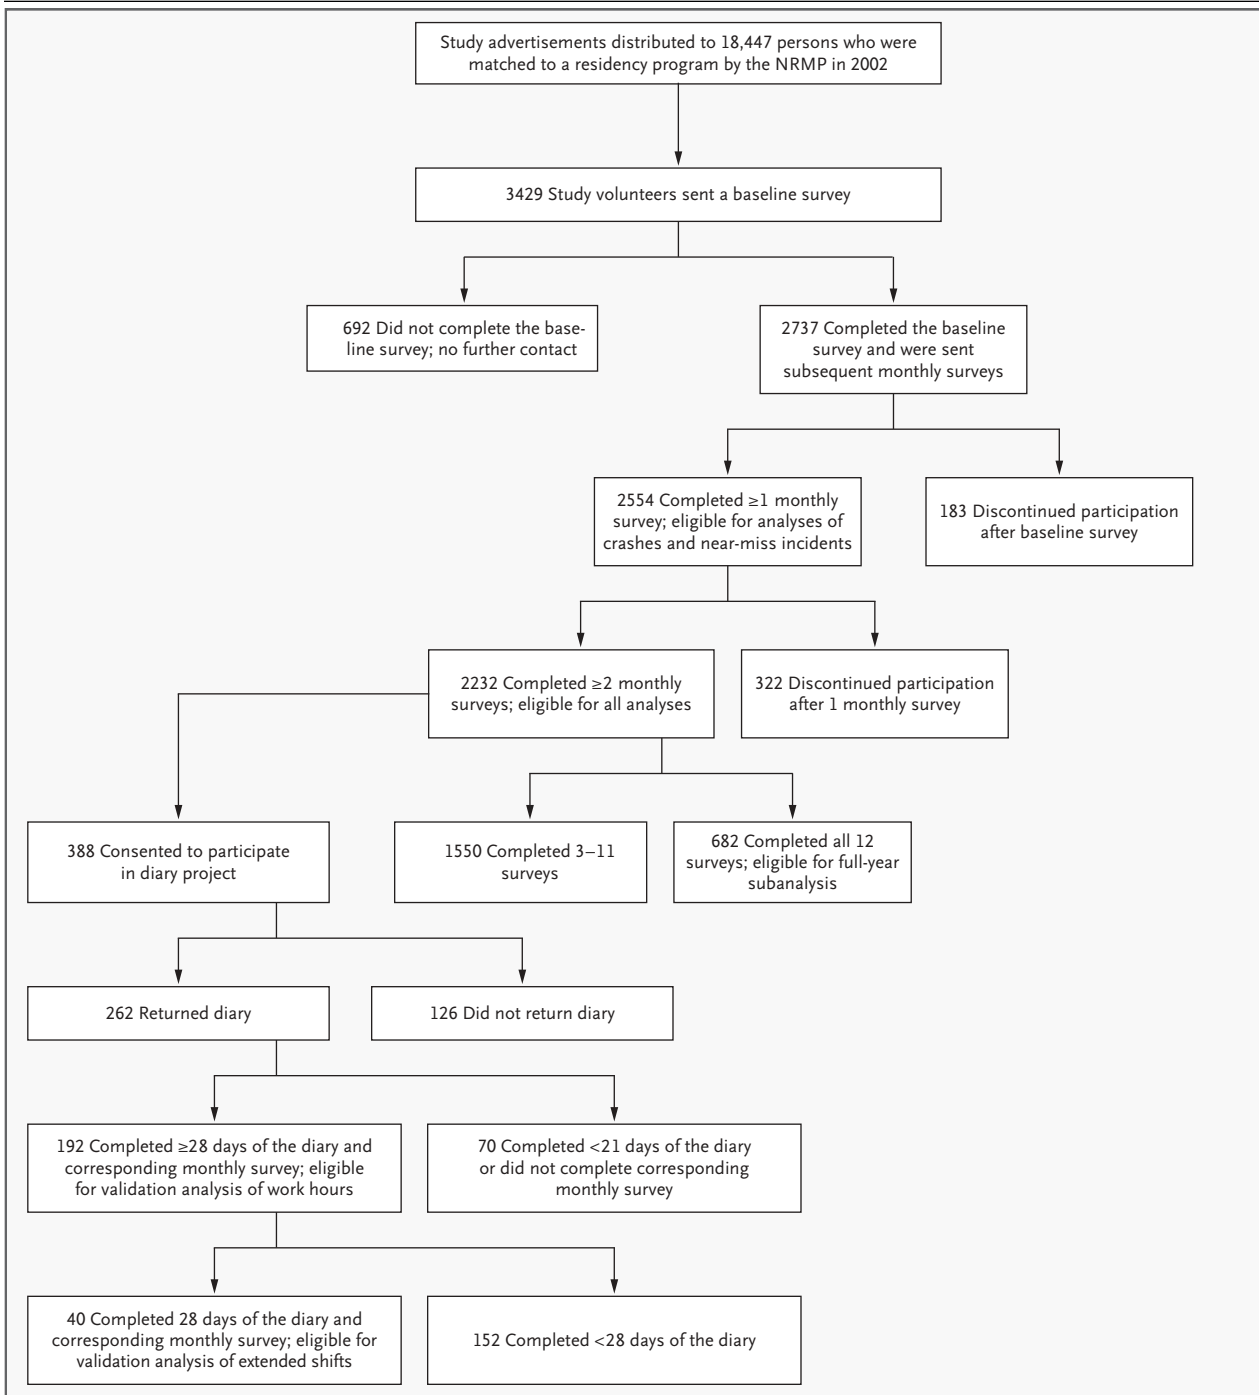 Study advertisements distributed to 18,447 persons who were
matched to a residency program by the NRMP in 2002
3429 Study volunteers sent a baseline survey
692 Did not complete the base-
line survey; no further contact
2737 Completed the baseline
survey and were sent
subsequent monthly surveys
2554 Completed ≥1 monthly
survey; eligible for analyses of
crashes and near-miss incidents
183 Discontinued participation
after baseline survey
2232 Completed ≥2 monthly
surveys; eligible for all analyses
322 Discontinued participation
after 1 monthly survey
388 Consented to participate
in diary project
1550 Completed 3–11
surveys
682 Completed all 12
surveys; eligible for full-year
subanalysis
262 Returned diary
126 Did not return diary
192 Completed ≥28 days of the diary and
corresponding monthly survey; eligible
for validation analysis of work hours
70 Completed <21 days of the diary
or did not complete corresponding
monthly survey
40 Completed 28 days of the diary and
corresponding monthly survey; eligible for
validation analysis of extended shifts
152 Completed <28 days of the diary